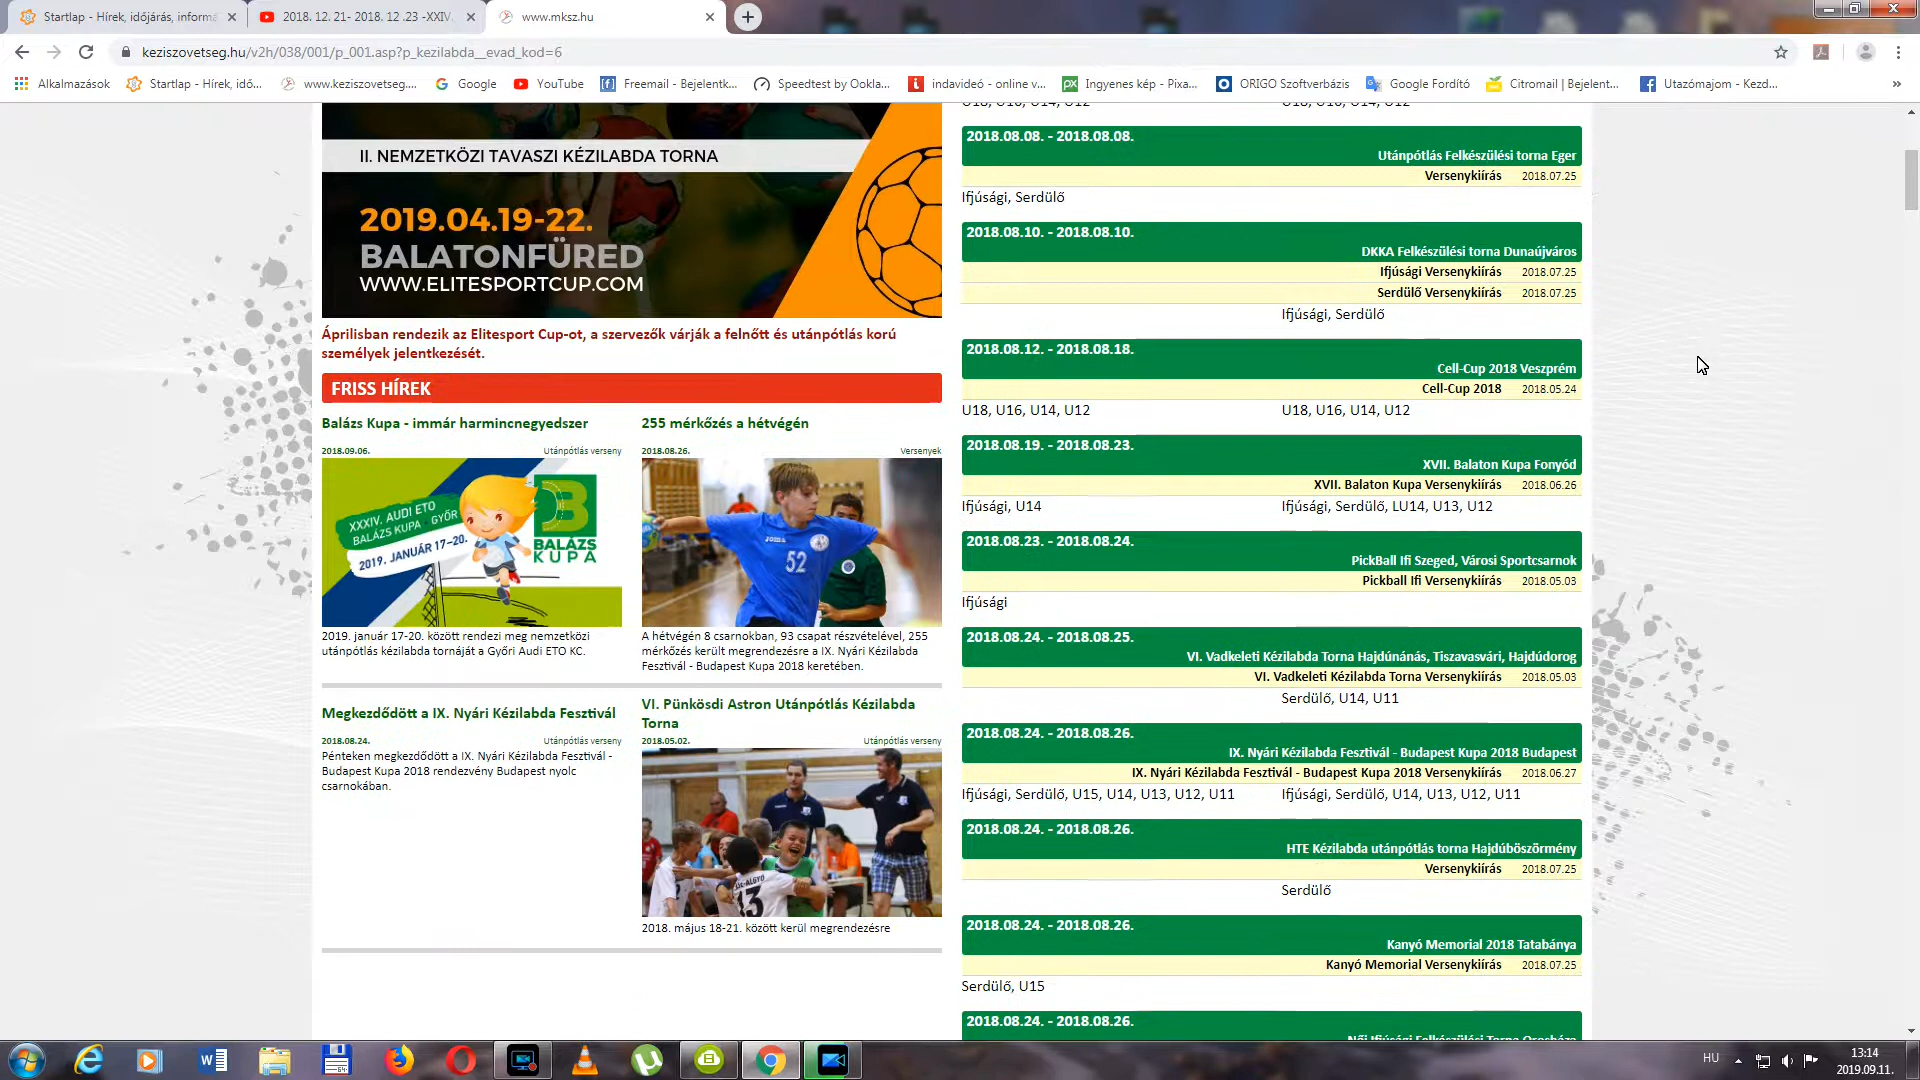 Startlap - Hírek, időjárás, informá
2018. 12. 21- 2018. 12 .23 -XXIV.
www.mksz.hu
keziszovetseg.hu/v2h/038/001/p_001.asp?p_kezilabda__evad_kod=6
Alkalmazások
Startlap - Hírek, idő...
www.keziszovetseg....
Google
YouTube
Freemail - Bejelentk...
Speedtest by Ookla...
indavideó - online v...
Ingyenes kép - Pixa...
ORIGO Szoftverbázis
Google Fordító
Citromail | Bejelent...
Utazómajom - Kezd...
II. NEMZETKÖZI TAVASZI KÉZILABDA TORNA
2019.04.19-22.
BALATONFÜRED
WWW.ELITESPORTCUP.COM
Áprilisban rendezik az Elitesport Cup-ot, a szervezők várják a felnőtt és utánpótlás korú
személyek jelentkezését.
FRISS HÍREK
Balázs Kupa - immár harmincnegyedszer
2018.09.06. Utánpótlás verseny
XXXIV. AUDI ETO
BALÁZS KUPA - GYŐR
2019. JANUÁR 17-20.
BALÁZS
KUPA
2019. január 17-20. között rendezi meg nemzetközi
utánpótlás kézilabda tornáját a Győri Audi ETO KC.
255 mérkőzés a hétvégén
2018.08.26. Versenyek
joma
52
A hétvégén 8 csarnokban, 93 csapat részvételével, 255
mérkőzés került megrendezésre a IX. Nyári Kézilabda
Fesztivál - Budapest Kupa 2018 keretében.
Megkezdődött a IX. Nyári Kézilabda Fesztivál
2018.08.24. Utánpótlás verseny
Pénteken megkezdődött a IX. Nyári Kézilabda Fesztivál -
Budapest Kupa 2018 rendezvény Budapest nyolc
csarnokában.
VI. Pünkösdi Astron Utánpótlás Kézilabda
Torna
2018.05.02. Utánpótlás verseny
13
2018. május 18-21. között kerül megrendezésre
U18, U16, U14, U12 U18, U16, U14, U12
2018.08.08. - 2018.08.08.
Utánpótlás Felkészülési torna Eger
Versenykiírás 2018.07.25
Ifjúsági, Serdülő
2018.08.10. - 2018.08.10.
DKKA Felkészülési torna Dunaújváros
Ifjúsági Versenykiírás 2018.07.25
Serdülő Versenykiírás 2018.07.25
Ifjúsági, Serdülő
2018.08.12. - 2018.08.18.
Cell-Cup 2018 Veszprém
Cell-Cup 2018 2018.05.24
U18, U16, U14, U12 U18, U16, U14, U12
2018.08.19. - 2018.08.23.
XVII. Balaton Kupa Fonyód
XVII. Balaton Kupa Versenykiírás 2018.06.26
Ifjúsági, U14 Ifjúsági, Serdülő, LU14, U13, U12
2018.08.23. - 2018.08.24.
PickBall Ifi Szeged, Városi Sportcsarnok
Pickball Ifi Versenykiírás 2018.05.03
Ifjúsági
2018.08.24. - 2018.08.25.
VI. Vadkeleti Kézilabda Torna Hajdúnánás, Tiszavasvári, Hajdúdorog
VI. Vadkeleti Kézilabda Torna Versenykiírás 2018.05.03
Serdülő, U14, U11
2018.08.24. - 2018.08.26.
IX. Nyári Kézilabda Fesztivál - Budapest Kupa 2018 Budapest
IX. Nyári Kézilabda Fesztivál - Budapest Kupa 2018 Versenykiírás 2018.06.27
Ifjúsági, Serdülő, U15, U14, U13, U12, U11 Ifjúsági, Serdülő, U14, U13, U12, U11
2018.08.24. - 2018.08.26.
HTE Kézilabda utánpótlás torna Hajdúböszörmény
Versenykiírás 2018.07.25
Serdülő
2018.08.24. - 2018.08.26.
Kanyó Memorial 2018 Tatabánya
Kanyó Memorial Versenykiírás 2018.07.25
Serdülő, U15
2018.08.24. - 2018.08.26.
Női Ifjúsági Felkészülési Torna Orosháza
HU
13:14
2019.09.11.